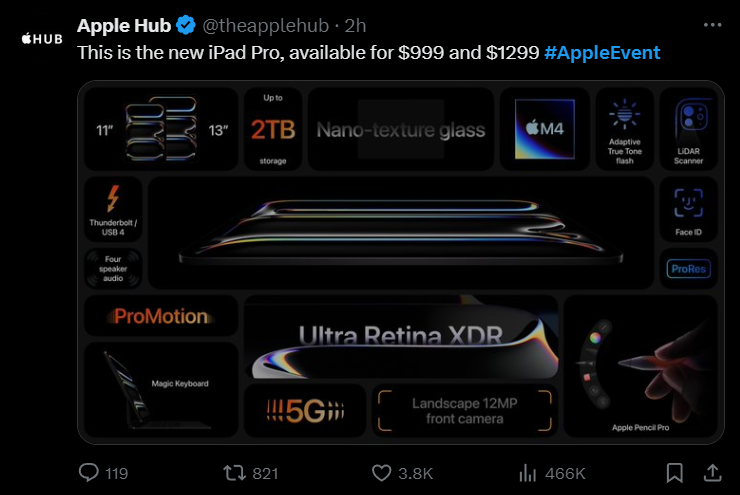 HUB
Apple Hub @theapplehub · 2h
This is the new iPad Pro, available for $999 and $1299 #AppleEvent
11” 13”
Up to
2TB
storage
Nano-texture glass
M4
Adaptive
True Tone
flash
LiDAR
Scanner
Thunderbolt /
USB 4
Face ID
Four
speaker
audio
ProRes
ProMotion
Ultra Retina XDR
Magic Keyboard
5G
Landscape 12MP
front camera
Apple Pencil Pro
119 821 3.8K 466K